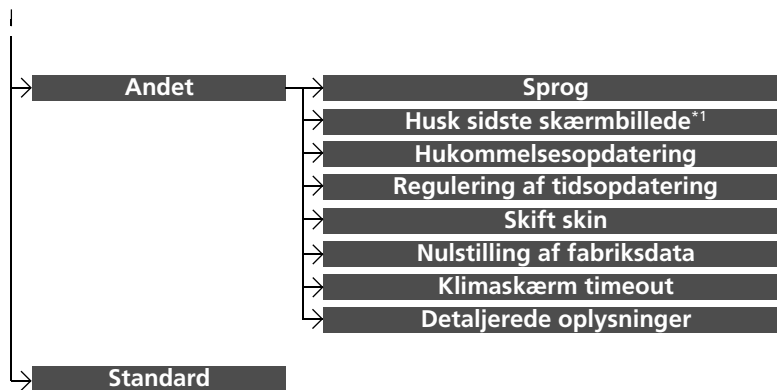 Andet
Sprog
Husk sidste skærmbillede*1
Hukommelsesopdatering
Regulering af tidsopdatering
Skift skin
Nulstilling af fabriksdata
Klimaskærm timeout
Detaljerede oplysninger
Standard